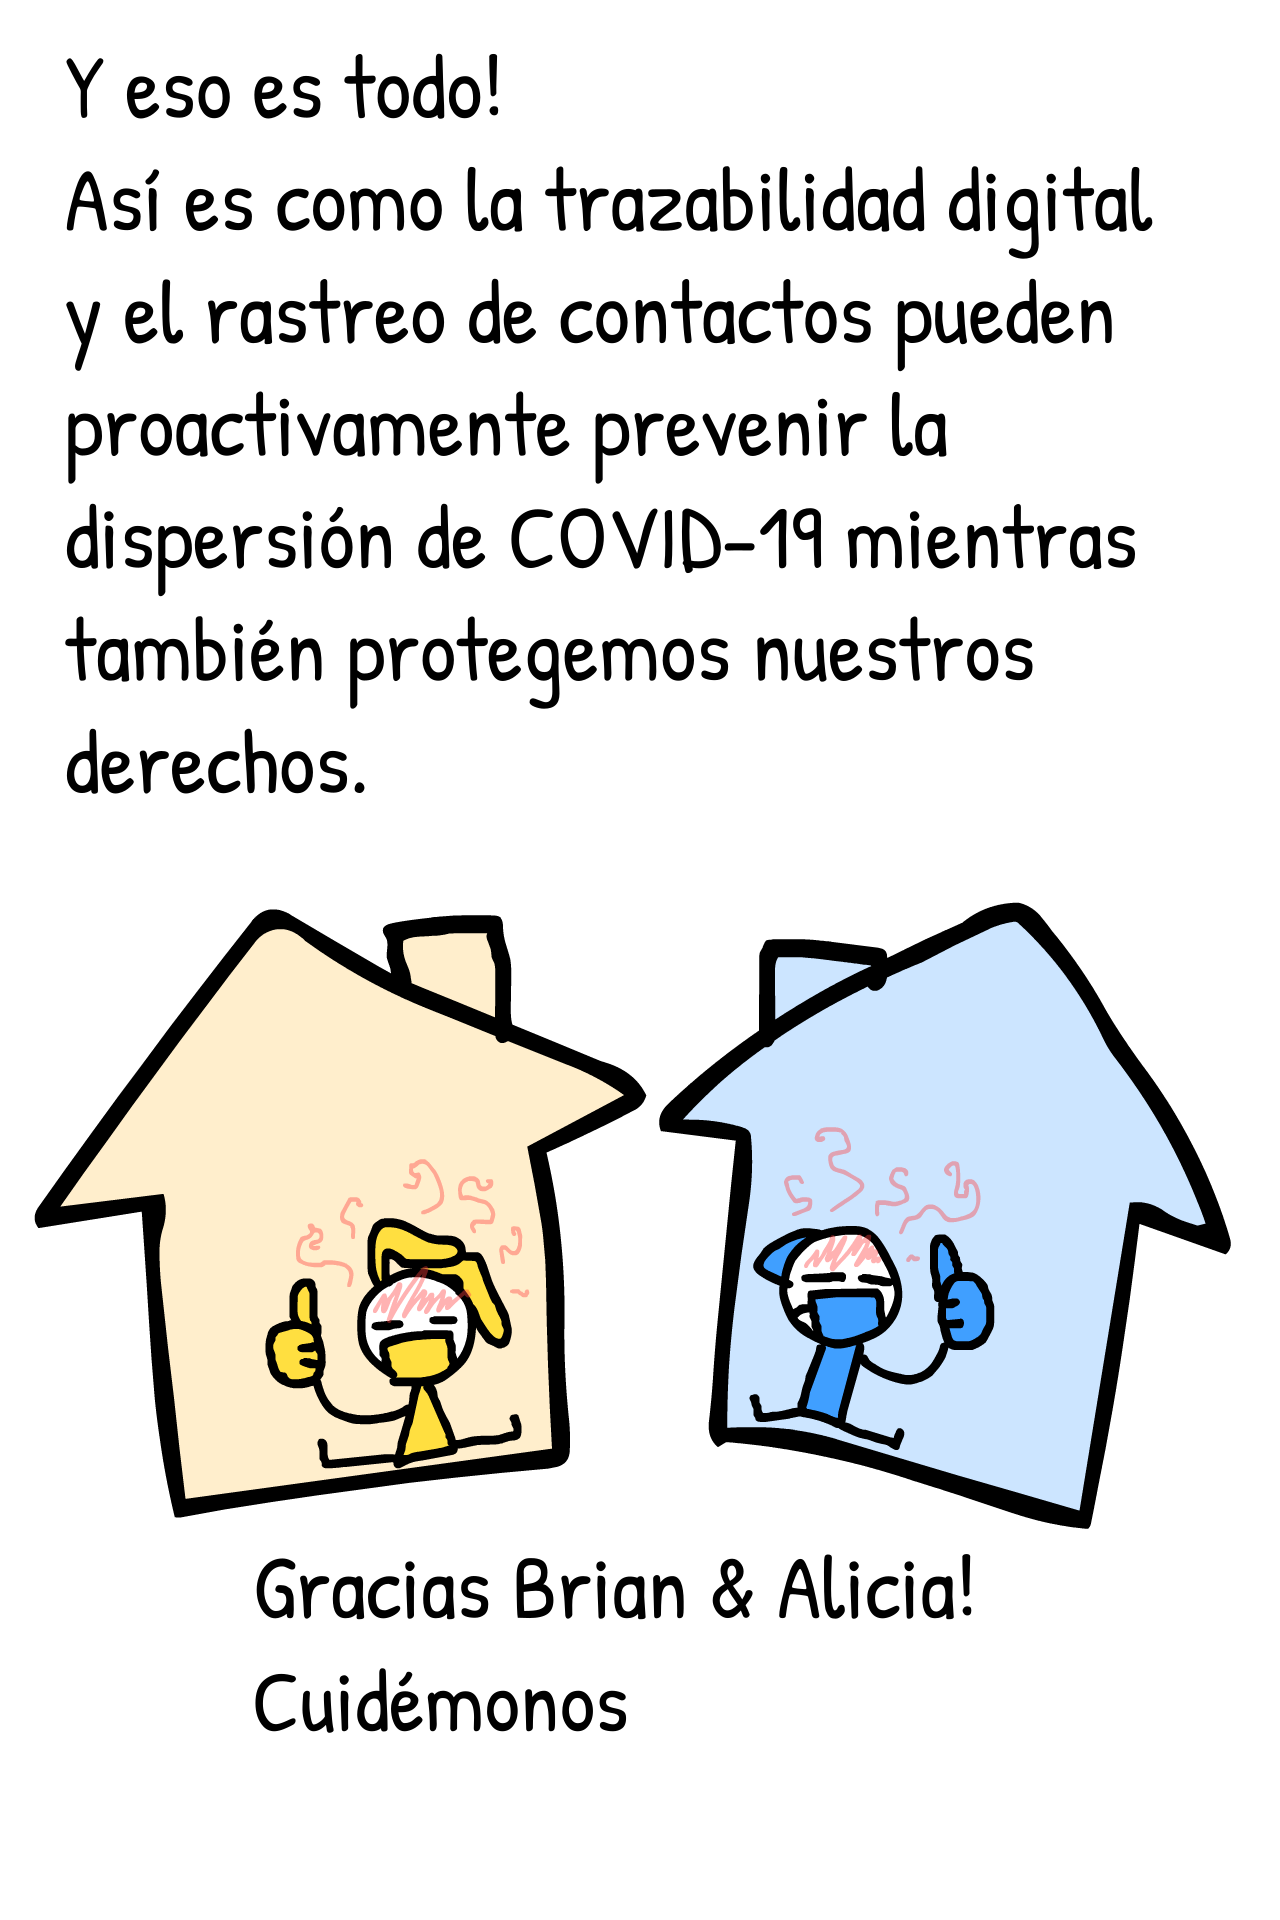 Y eso es todo!
Así es como la trazabilidad digital
y el rastreo de contactos pueden
proactivamente prevenir la
dispersión de COVID-19 mientras
también protegemos nuestros
derechos.
Gracias Brian & Alicia!
Cuidémonos